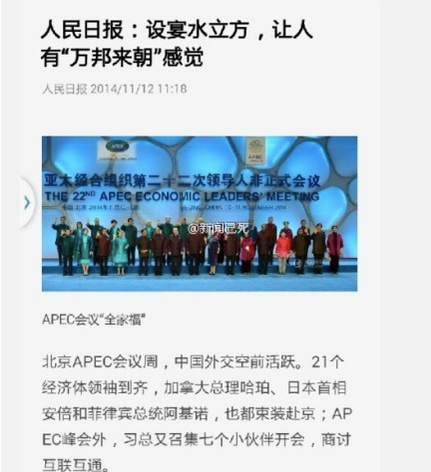 人民日报：设宴水立方，让人
有“万邦来朝”感觉
人民日报 2014/11/12 11:18
APEC
亚太经合组织第二十二次领导人非正式会议
THE 22ND APEC ECONOMIC LEADERS' MEETING
@新闻已死
APEC会议“全家福”
北京APEC会议周，中国外交空前活跃。21个
经济体领袖到齐，加拿大总理哈珀、日本首相
安倍和菲律宾总统阿基诺，也都束装赴京；AP
EC峰会外，习总又召集七个小伙伴开会，商讨
互联互通。